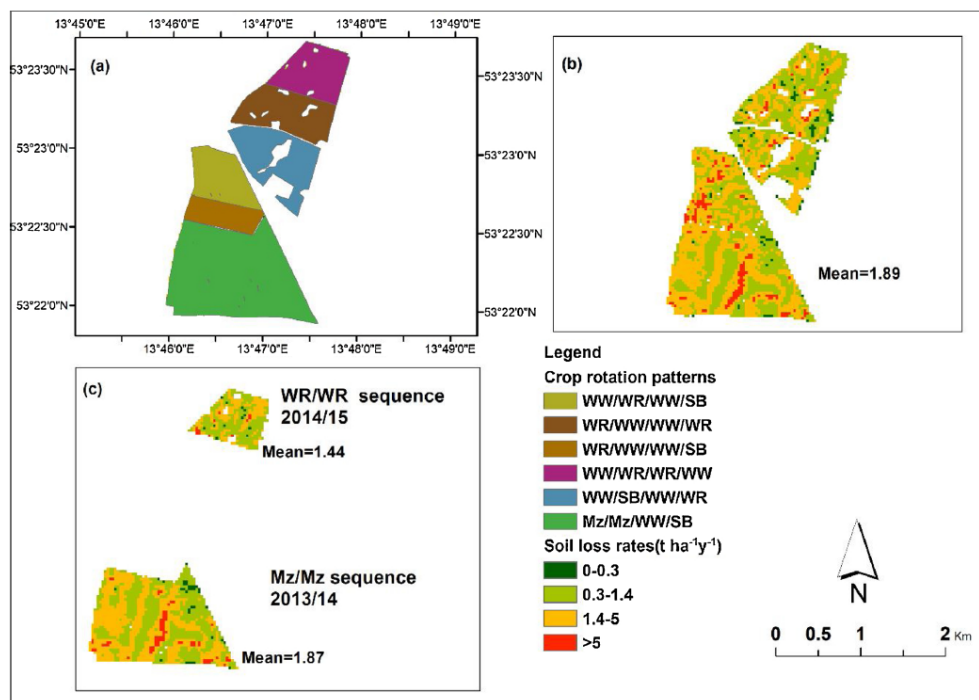 13°45'0"E 13°46'0"E 13°47'0"E 13°48'0"E 13°49'0"E
(a)
53°23'30"N
53°23'0"N
53°22'30"N
53°22'0"N
53°23'30"N
53°23'0"N
53°22'30"N
53°22'0"N
13°46'0"E 13°47'0"E 13°48'0"E 13°49'0"E
(b)
Mean=1.89
(c)
WR/WR sequence
2014/15
Mean=1.44
Mz/Mz sequence
2013/14
Mean=1.87
Legend
Crop rotation patterns
WW/WR/WW/SB
WR/WW/WW/WR
WR/WW/WW/SB
WW/WR/WR/WW
WW/SB/WW/WR
Mz/Mz/WW/SB
Soil loss rates(t ha⁻¹y⁻¹)
0-0.3
0.3-1.4
1.4-5
>5
N
0 0.5 1 2 Km